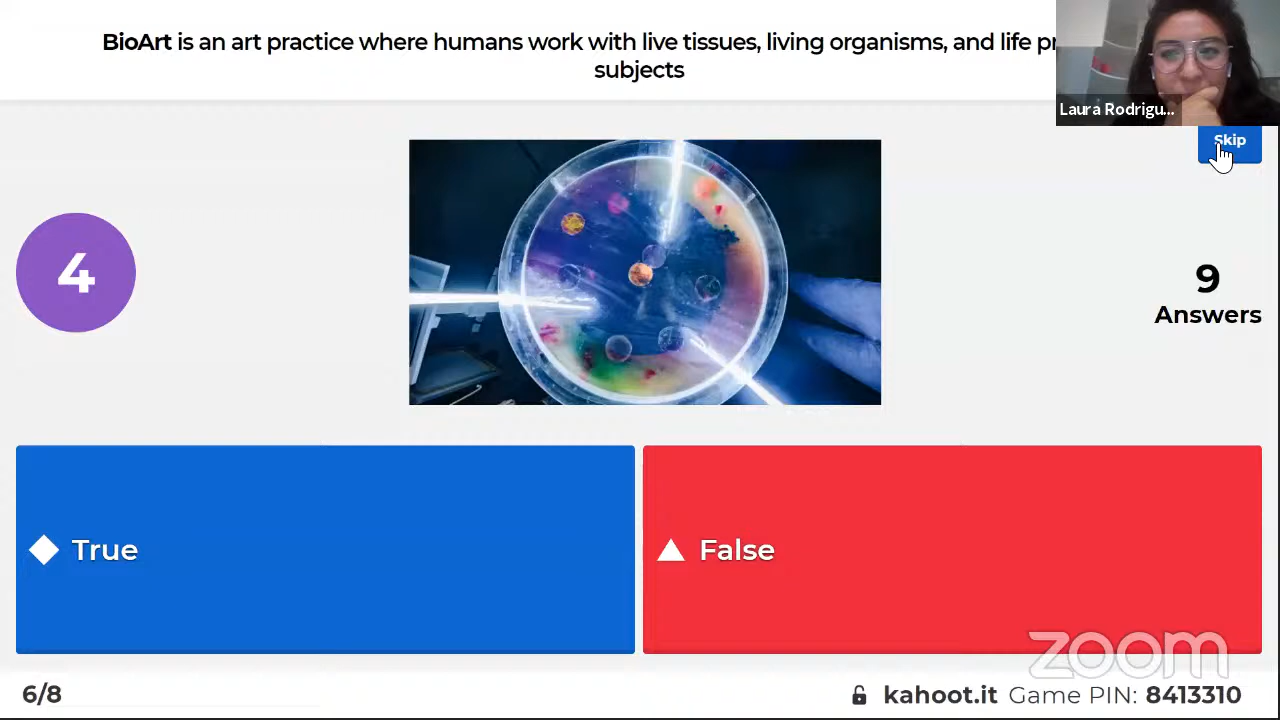 BioArt is an art practice where humans work with live tissues, living organisms, and life
subjects
Laura Rodrigu...
Skip
4
9
Answers
True
False
zoom
6/8
kahoot.it Game PIN: 8413310